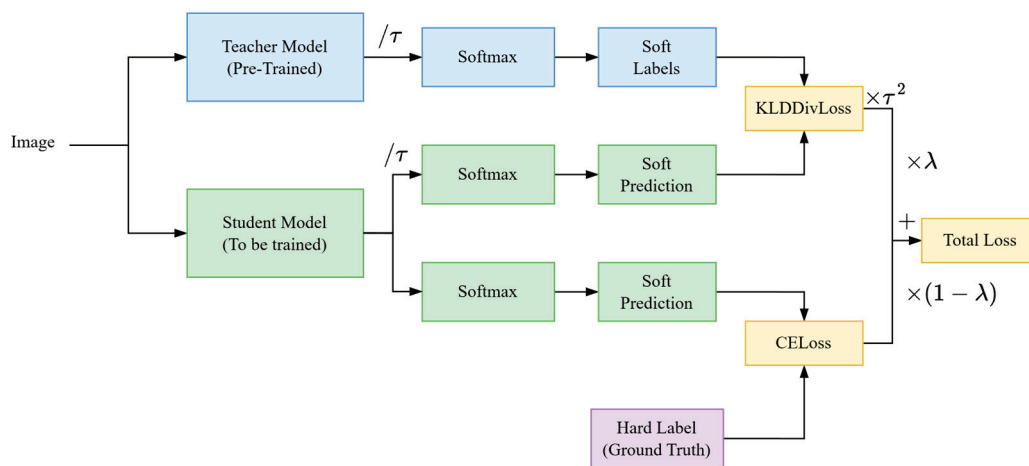 Teacher Model
(Pre-Trained)
/τ
Softmax
Soft
Labels
KLDDivLoss
×τ²
Image
/τ
Softmax
Soft
Prediction
×λ
Student Model
(To be trained)
+
Total Loss
Softmax
Soft
Prediction
×(1 − λ)
CELoss
Hard Label
(Ground Truth)